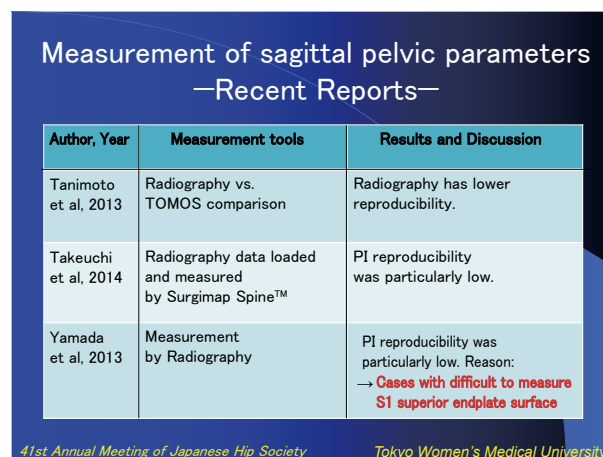 Measurement of sagittal pelvic parameters
—Recent Reports—
Author, Year Measurement tools Results and Discussion
Tanimoto
et al, 2013
Radiography vs.
TOMOS comparison
Radiography has lower
reproducibility.
Takeuchi
et al, 2014
Radiography data loaded
and measured
by Surgimap Spine™
PI reproducibility
was particularly low.
Yamada
et al, 2013
Measurement
by Radiography
PI reproducibility was
particularly low. Reason:
→ Cases with difficult to measure
S1 superior endplate surface
41st Annual Meeting of Japanese Hip Society
Tokyo Women's Medical University